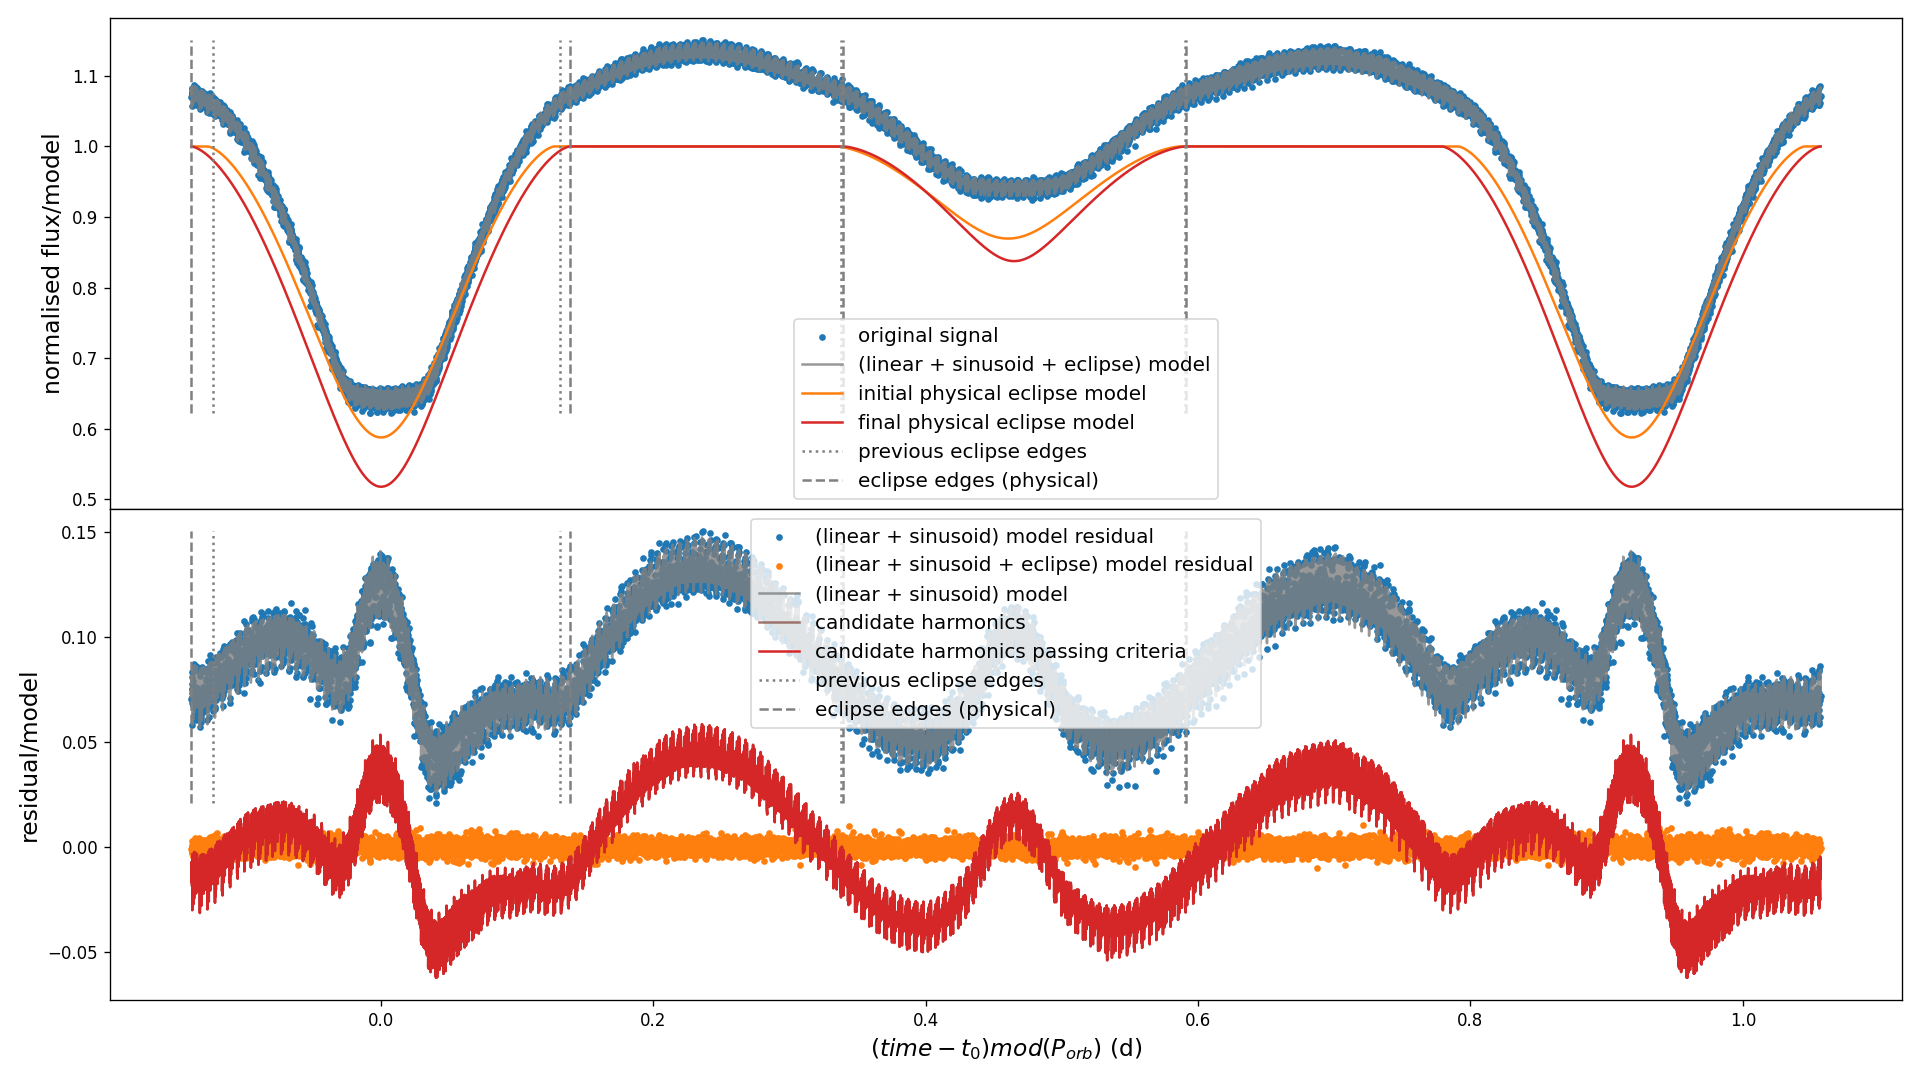 normalised flux/model
1.1
1.0
0.9
0.8
0.7
0.6
0.5
original signal
(linear + sinusoid + eclipse) model
initial physical eclipse model
final physical eclipse model
previous eclipse edges
eclipse edges (physical)
residual/model
0.15
0.10
0.05
0.00
−0.05
(linear + sinusoid) model residual
(linear + sinusoid + eclipse) model residual
(linear + sinusoid) model
candidate harmonics
candidate harmonics passing criteria
previous eclipse edges
eclipse edges (physical)
0.0 0.2 0.4 0.6 0.8 1.0
(time − t₀)mod(Pₒᵣb) (d)